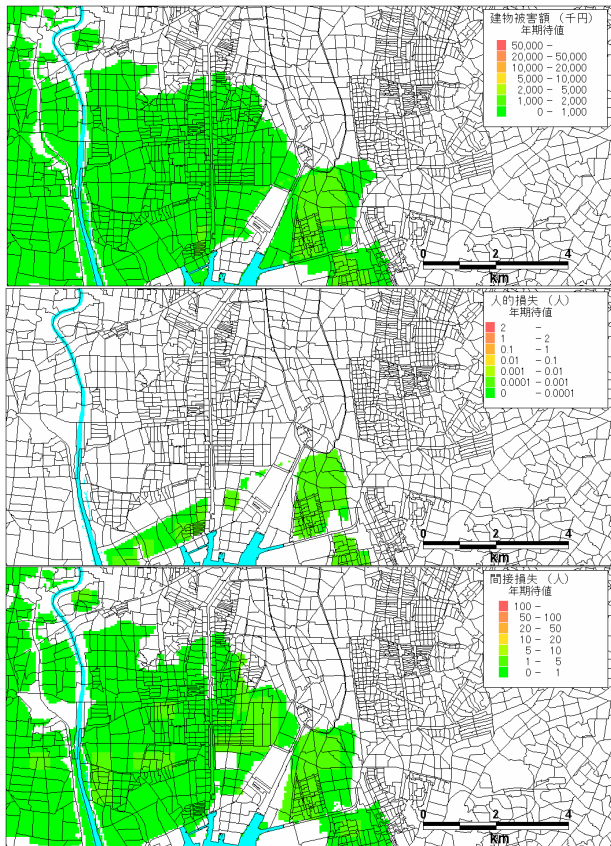 建物被害額 (千円)
年期待値
50,000 -
20,000 - 50,000
10,000 - 20,000
5,000 - 10,000
2,000 - 5,000
1,000 - 2,000
0 - 1,000
0 2 4
km
人的損失 (人)
年期待値
2 -
1 - 2
0.1 - 1
0.01 - 0.1
0.001 - 0.01
0.0001 - 0.001
0 - 0.0001
0 2 4
km
間接損失 (人)
年期待値
100 -
50 - 100
20 - 50
10 - 20
5 - 10
1 - 5
0 - 1
0 2 4
km